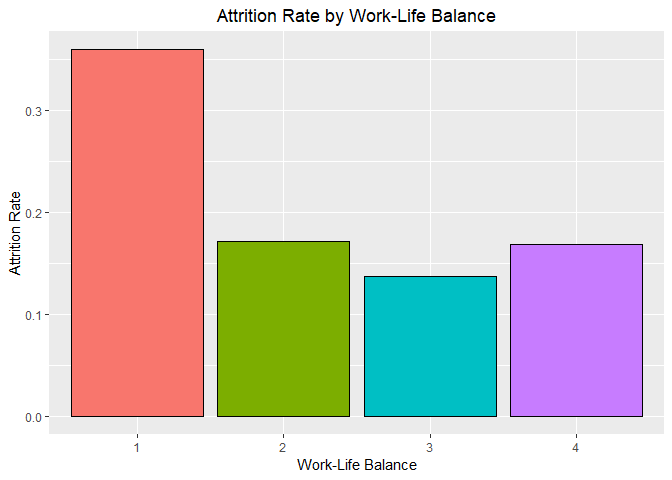 Attrition Rate by Work-Life Balance
Attrition Rate
0.3
0.2
0.1
0.0
1 2 3 4
Work-Life Balance